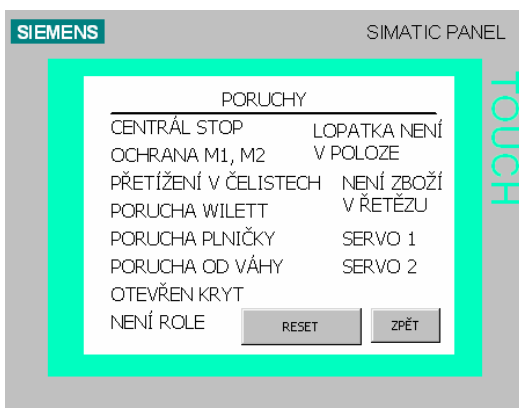 SIEMENS
SIMATIC PANEL
TOUCH
PORUCHY
CENTRÁL STOP
OCHRANA M1, M2
PŘETÍŽENÍ V ČELISTECH
PORUCHA WILETT
PORUCHA PLNIČKY
PORUCHA OD VÁHY
OTEVŘEN KRYT
NENÍ ROLE
LOPATKA NENÍ
V POLOZE
NENÍ ZBOŽÍ
V ŘETĚZU
SERVO 1
SERVO 2
RESET
ZPĚT